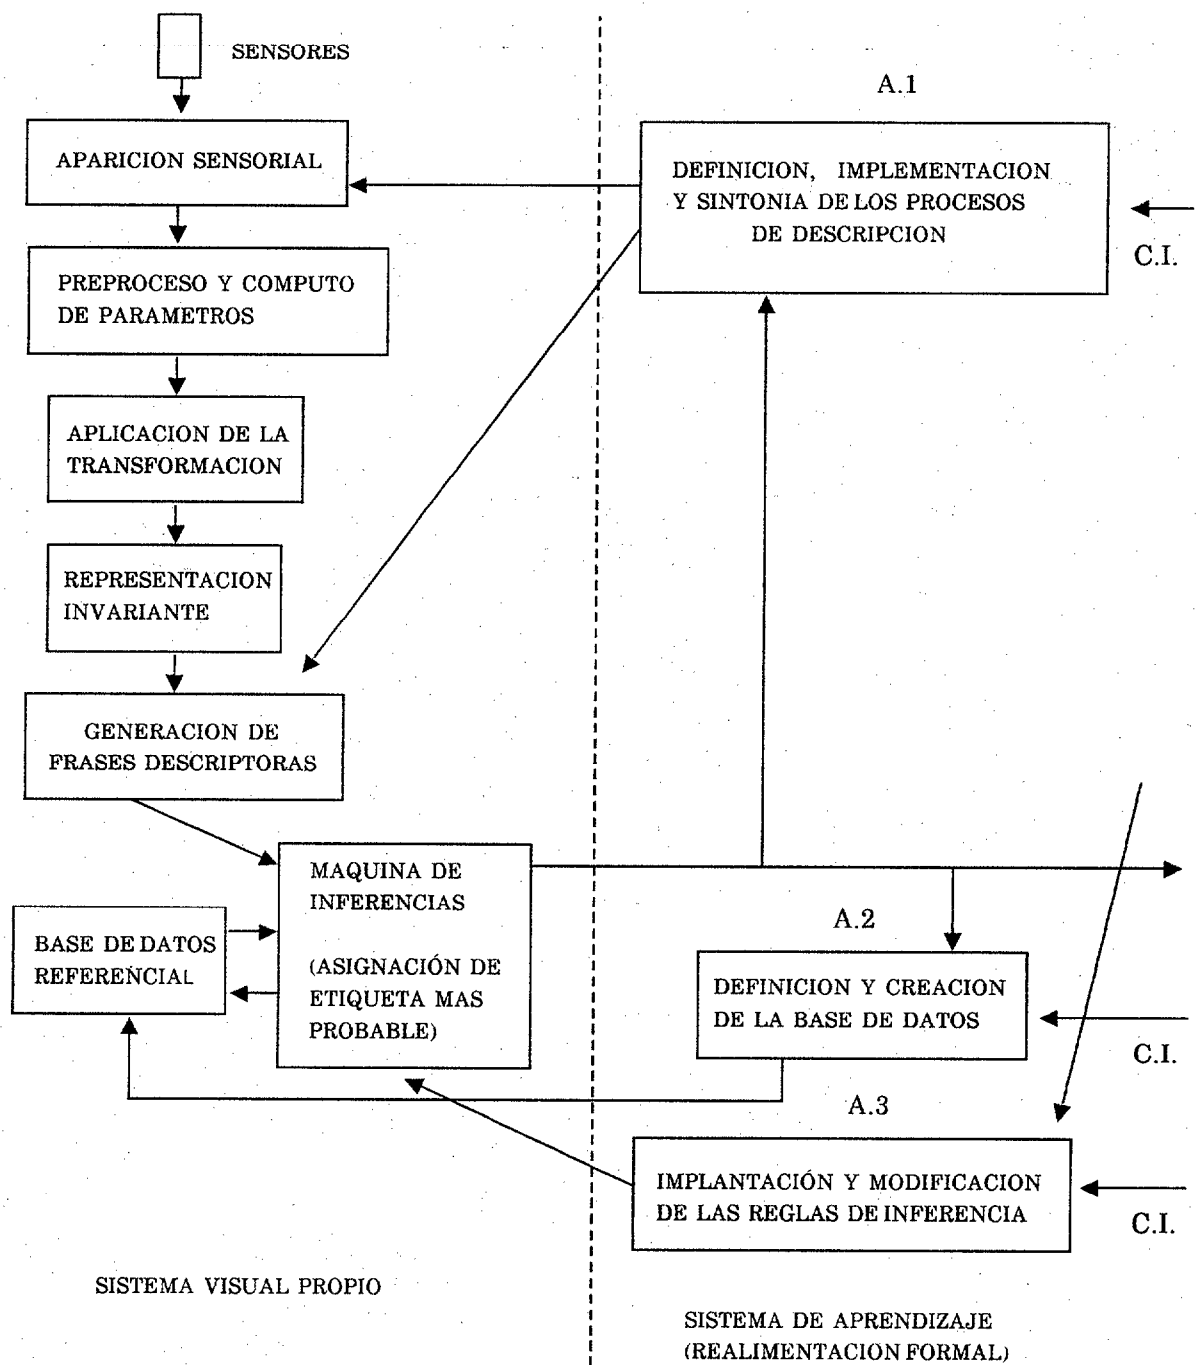 SENSORES
APARICION SENSORIAL
PREPROCESO Y COMPUTO
DE PARAMETROS
APLICACION DE LA
TRANSFORMACION
REPRESENTACION
INVARIANTE
GENERACION DE
FRASES DESCRIPTORAS
MAQUINA DE
INFERENCIAS
(ASIGNACIÓN DE
ETIQUETA MAS
PROBABLE)
BASE DE DATOS
REFERENCIAL
SISTEMA VISUAL PROPIO
A.1
DEFINICION, IMPLEMENTACION
Y SINTONIA DE LOS PROCESOS
DE DESCRIPCION
C.I.
A.2
DEFINICION Y CREACION
DE LA BASE DE DATOS
C.I.
A.3
IMPLANTACIÓN Y MODIFICACION
DE LAS REGLAS DE INFERENCIA
C.I.
SISTEMA DE APRENDIZAJE
(REALIMENTACION FORMAL)